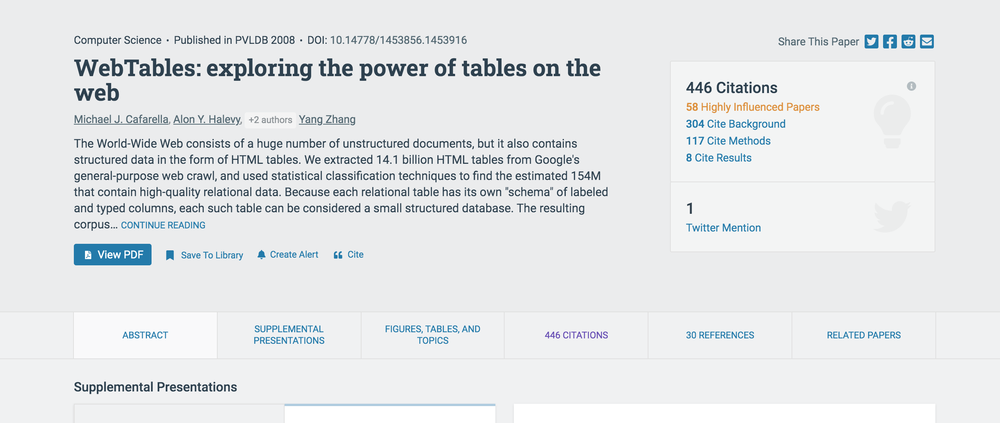 Computer Science • Published in PVLDB 2008 • DOI: 10.14778/1453856.1453916
Share This Paper
WebTables: exploring the power of tables on the
web
Michael J. Cafarella, Alon Y. Halevy, +2 authors Yang Zhang
The World-Wide Web consists of a huge number of unstructured documents, but it also contains
structured data in the form of HTML tables. We extracted 14.1 billion HTML tables from Google's
general-purpose web crawl, and used statistical classification techniques to find the estimated 154M
that contain high-quality relational data. Because each relational table has its own "schema" of labeled
and typed columns, each such table can be considered a small structured database. The resulting
corpus... CONTINUE READING
View PDF
Save To Library
Create Alert
Cite
446 Citations
58 Highly Influenced Papers
304 Cite Background
117 Cite Methods
8 Cite Results
1
Twitter Mention
ABSTRACT
SUPPLEMENTAL
PRESENTATIONS
FIGURES, TABLES, AND
TOPICS
446 CITATIONS
30 REFERENCES
RELATED PAPERS
Supplemental Presentations